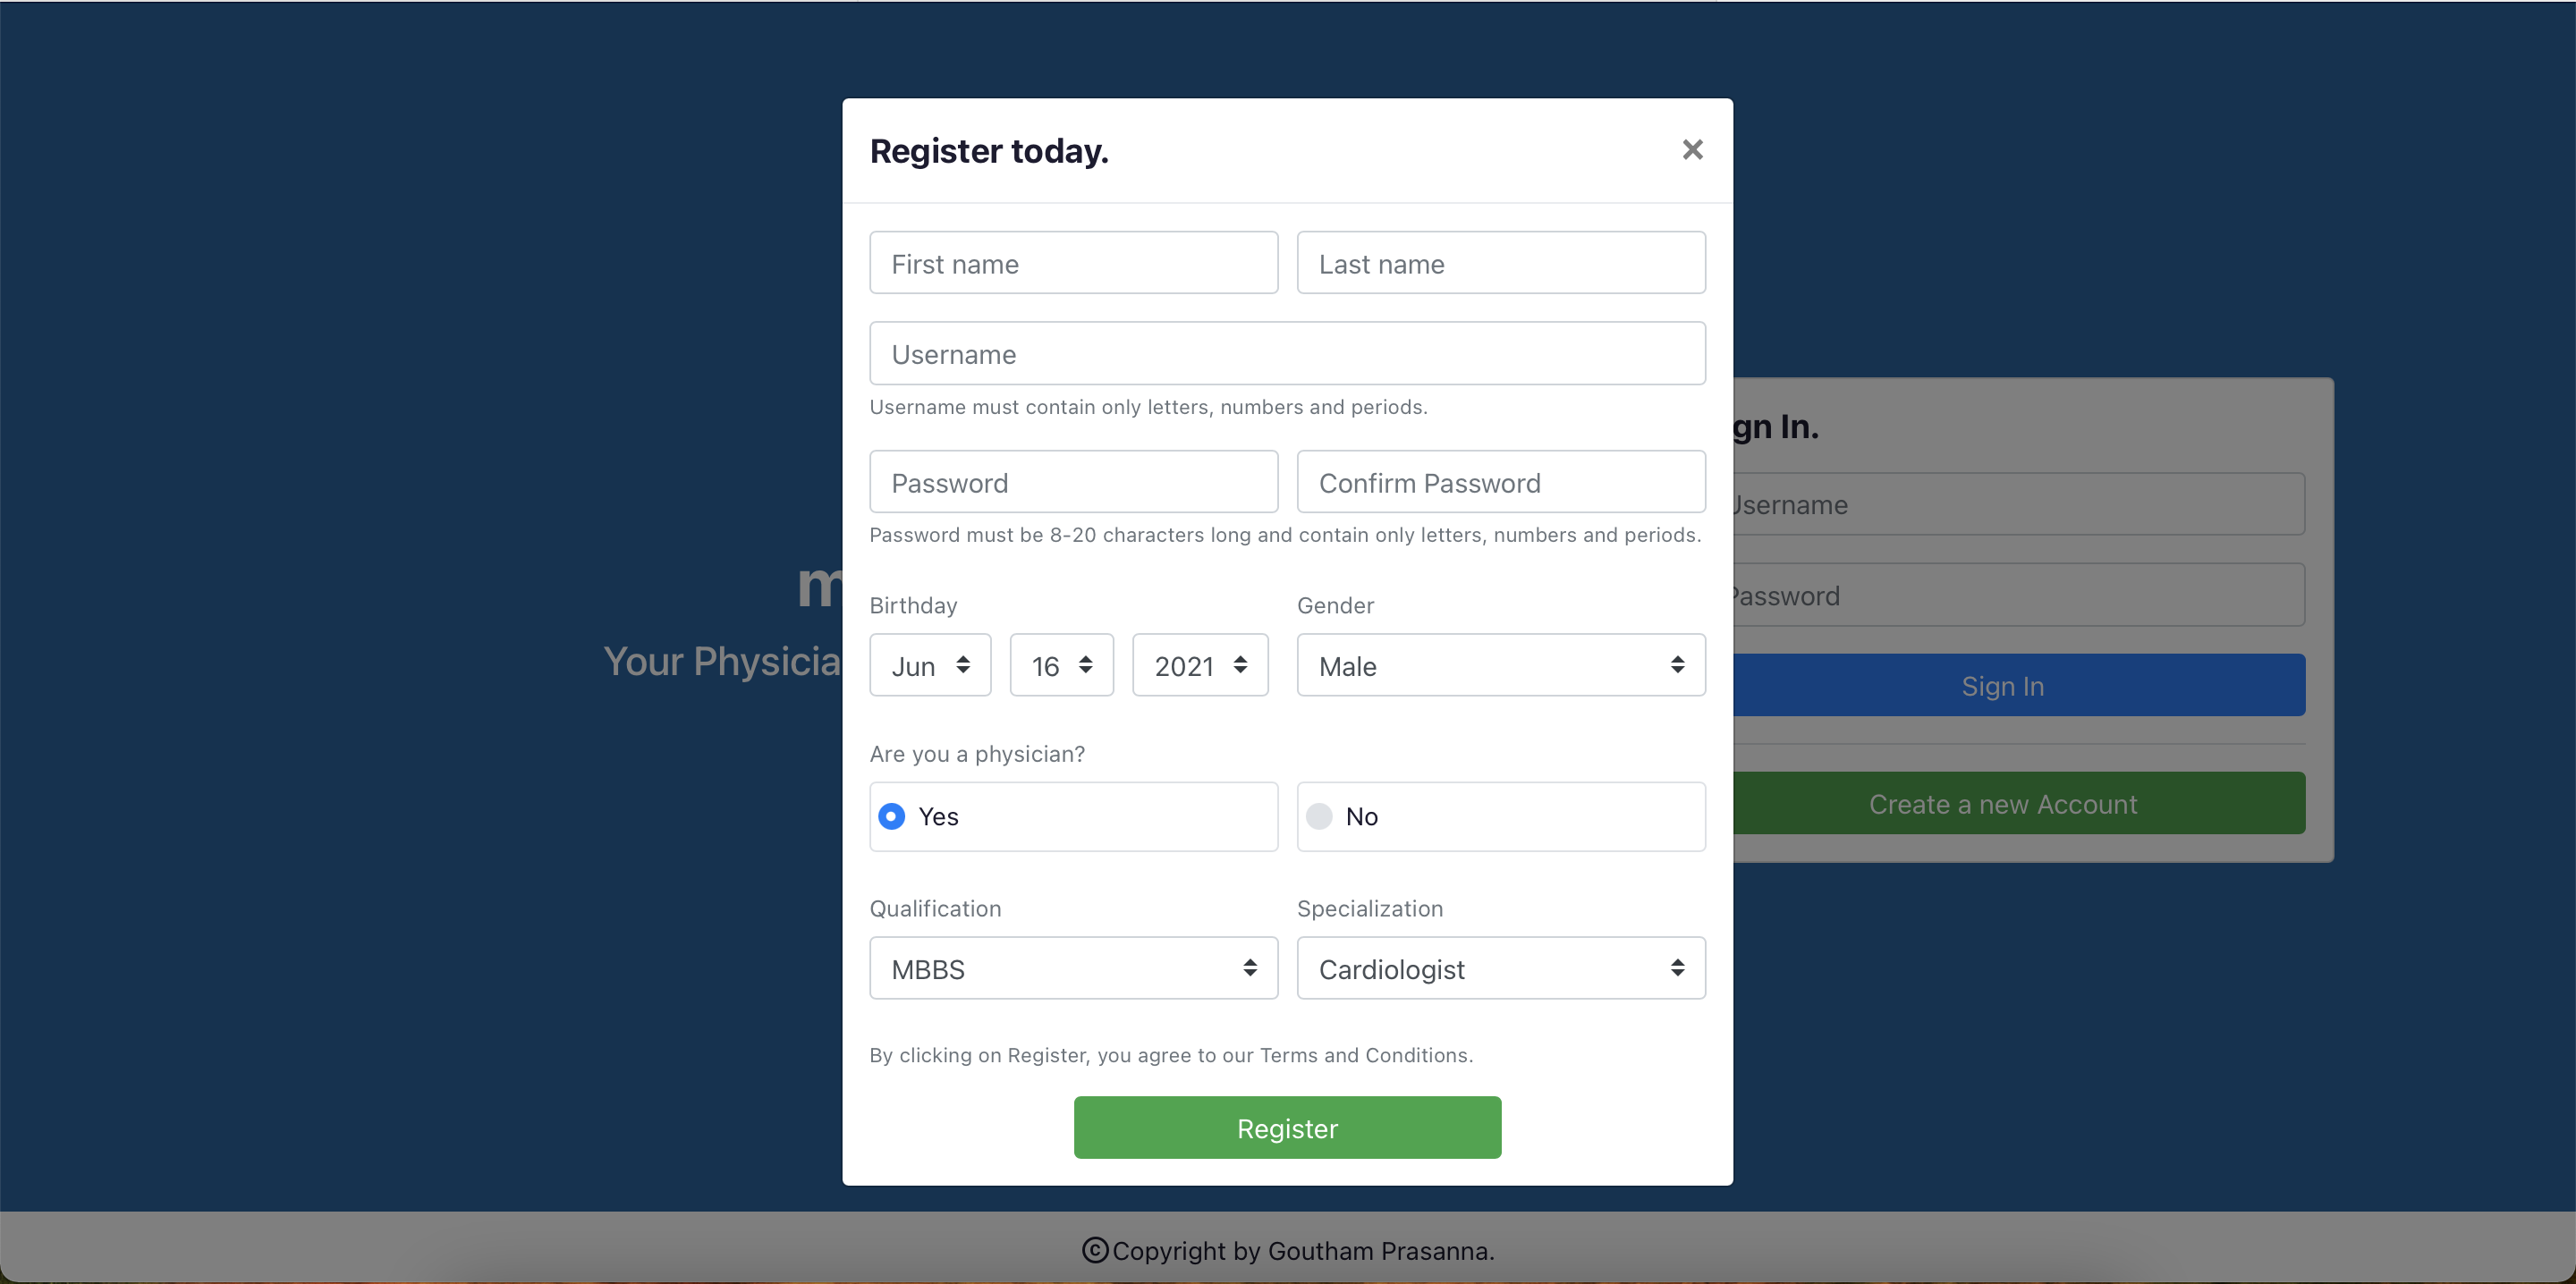 Register today.
First name Last name
Username
Username must contain only letters, numbers and periods.
Password Confirm Password
Password must be 8-20 characters long and contain only letters, numbers and periods.
Birthday Gender
Jun 16 2021 Male
Are you a physician?
Yes No
Qualification Specialization
MBBS Cardiologist
By clicking on Register, you agree to our Terms and Conditions.
Register
Your
gn In.
Username
Password
Sign In
Create a new Account
©Copyright by Goutham Prasanna.